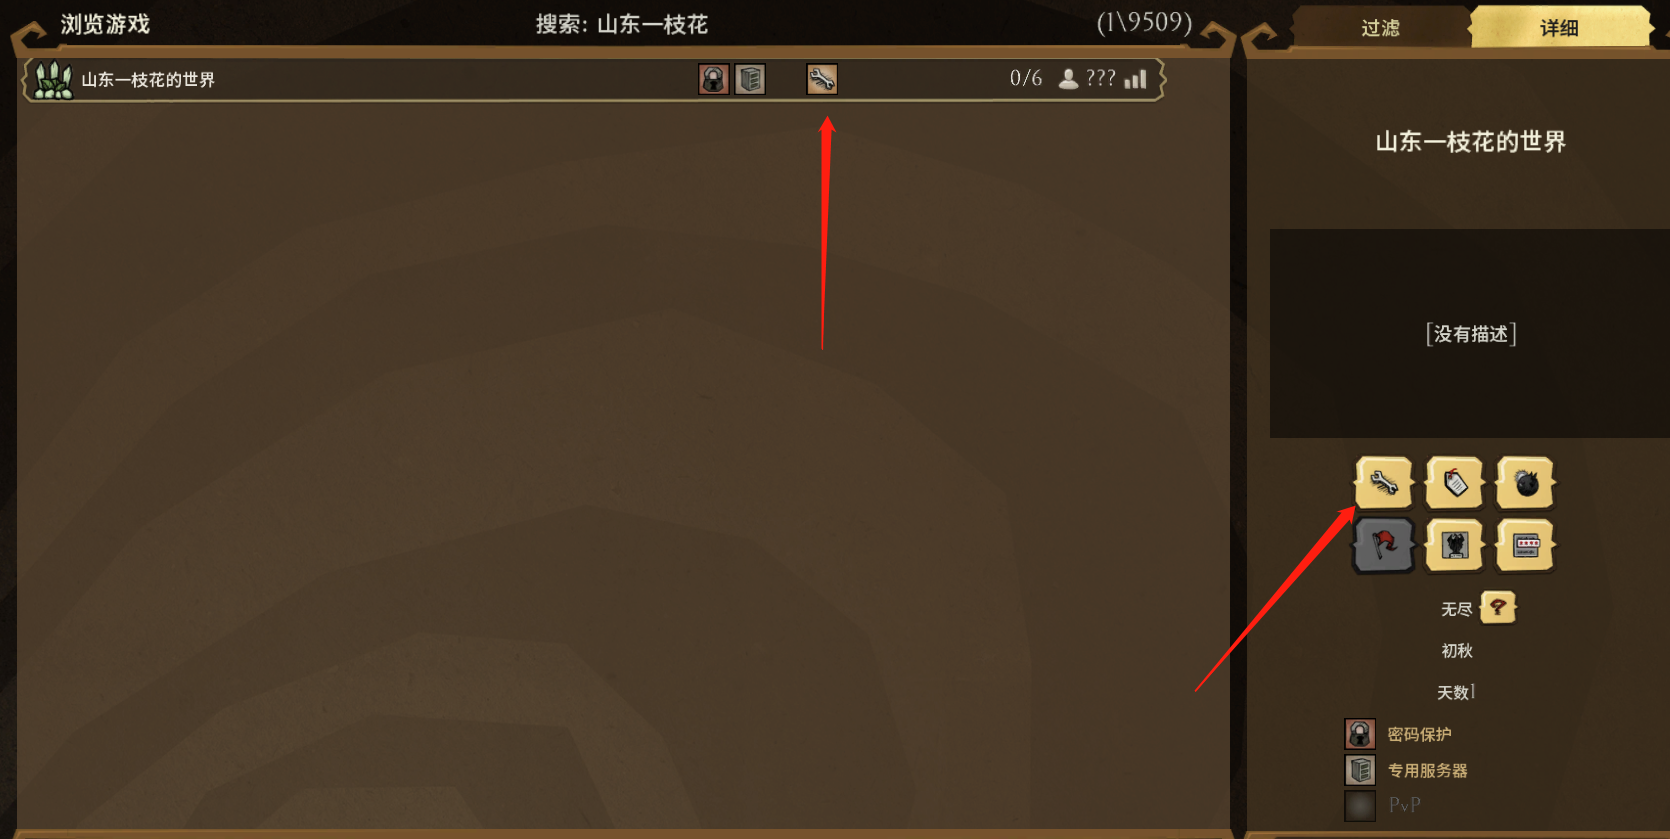 浏览游戏
搜索: 山东一枝花
(1\9509)
过滤
详细
山东一枝花的世界
0/6
???
山东一枝花的世界
[没有描述]
无尽
初秋
天数1
密码保护
专用服务器
PvP